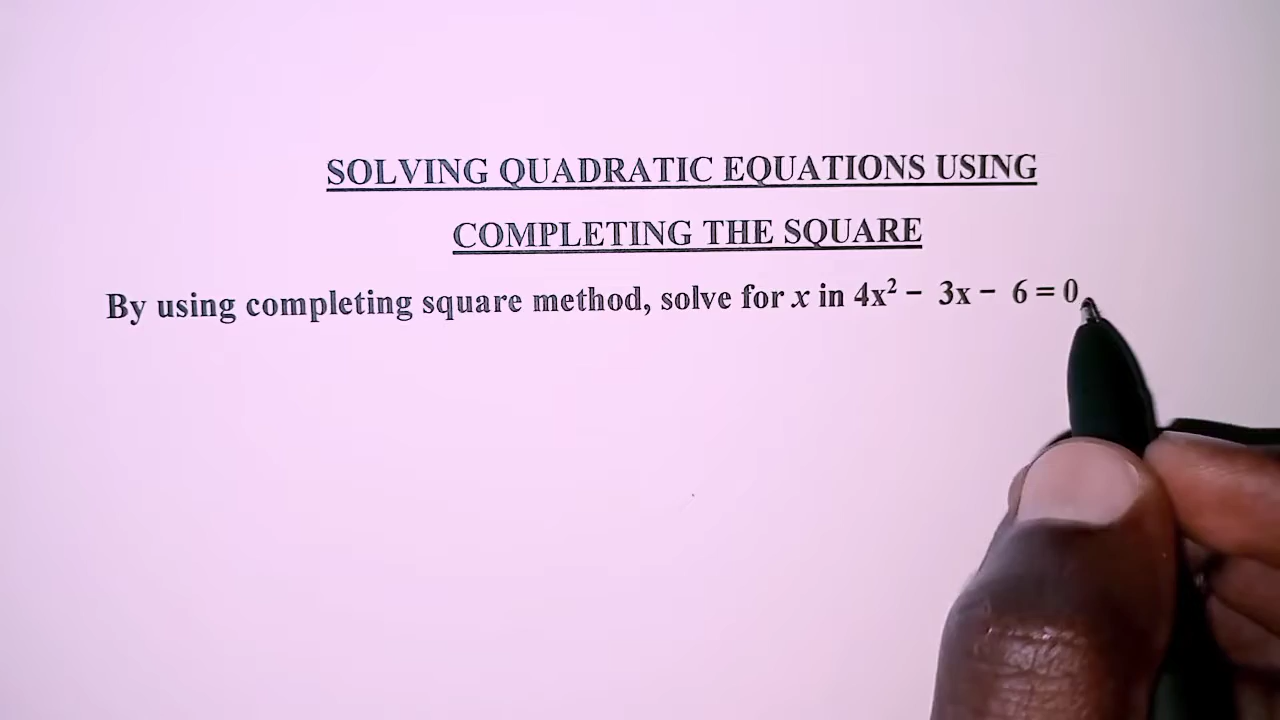 SOLVING QUADRATIC EQUATIONS USING
COMPLETING THE SQUARE
By using completing square method, solve for x in 4x² − 3x − 6 = 0